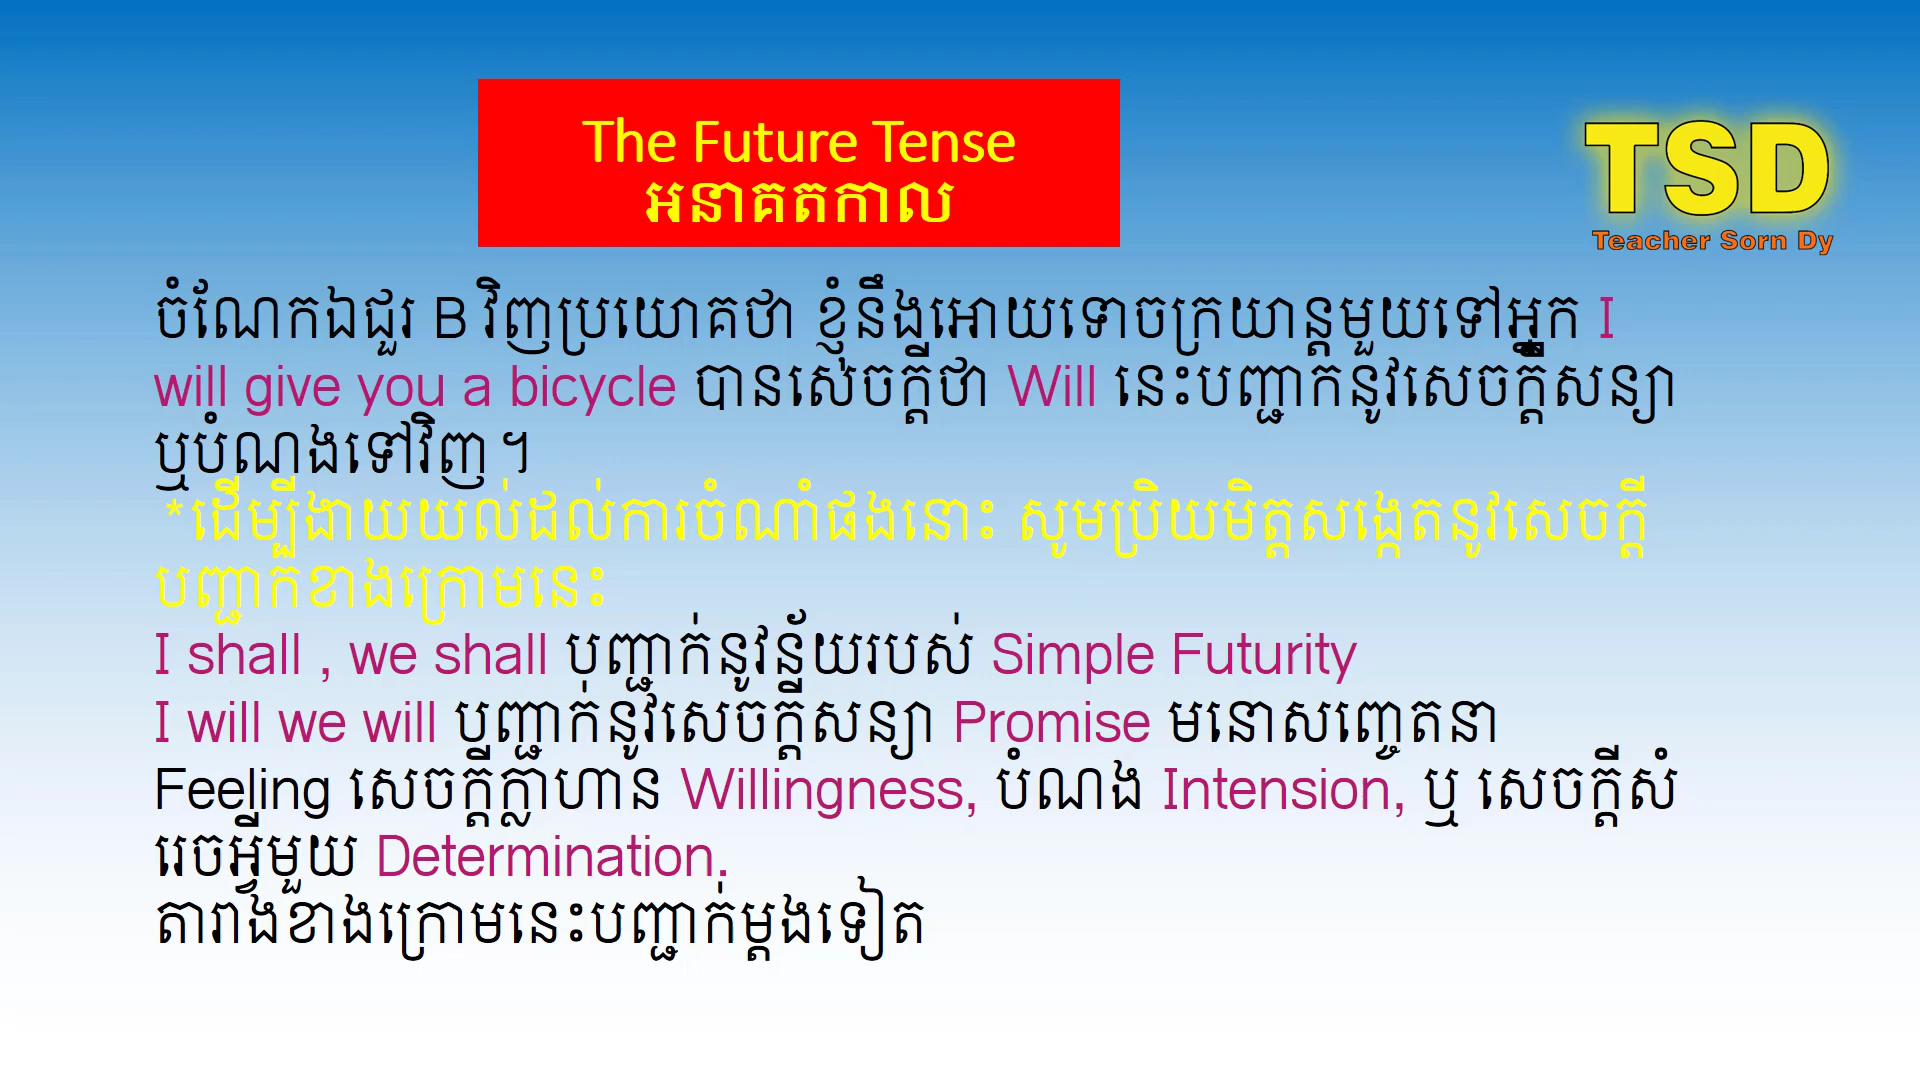 The Future Tense
អនាគតកាល
TSD
Teacher Sorn Dy
ចំណែកឯជួរ B វិញប្រយោគថា ខ្ញុំនឹងអោយទោចក្រយាន្តមួយទៅអ្នក I
will give you a bicycle បានសេចក្តីថា Will នេះបញ្ជាក់នូវសេចក្តីសន្យា
ឬបំណងទៅវិញ។
*ដើម្បីងាយយល់ដល់ការចំណាំផងនោះ សូមប្រិយមិត្តសង្កេតនូវសេចក្តី
បញ្ជាក់ខាងក្រោមនេះ
I shall , we shall បញ្ជាក់នូវន័យរបស់ Simple Futurity
I will we will បញ្ជាក់នូវសេចក្តីសន្យា Promise មនោសញ្ចេតនា
Feeling សេចក្តីក្លាហាន Willingness, បំណង Intension, ឬ សេចក្តីសំ
រេចអ្វីមួយ Determination.
តារាងខាងក្រោមនេះបញ្ជាក់ម្តងទៀត